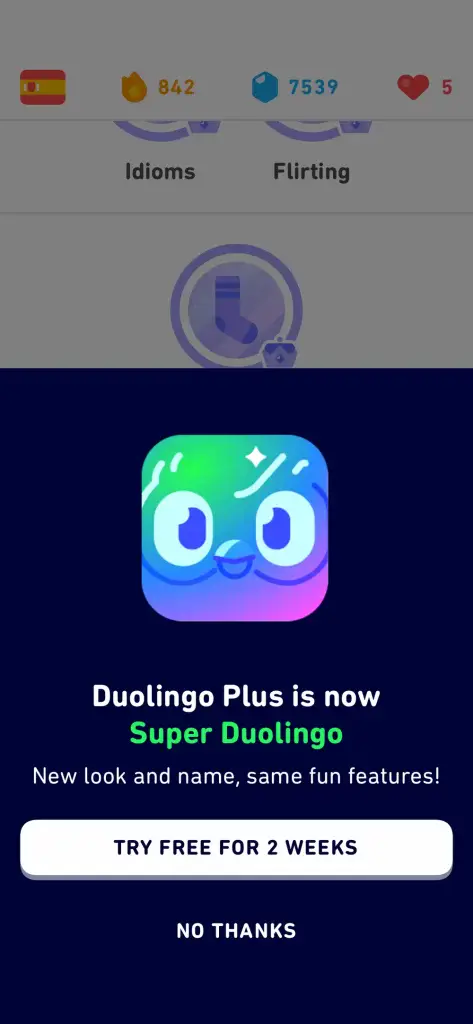 842 7539 5
Idioms Flirting
Duolingo Plus is now
Super Duolingo
New look and name, same fun features!
TRY FREE FOR 2 WEEKS
NO THANKS